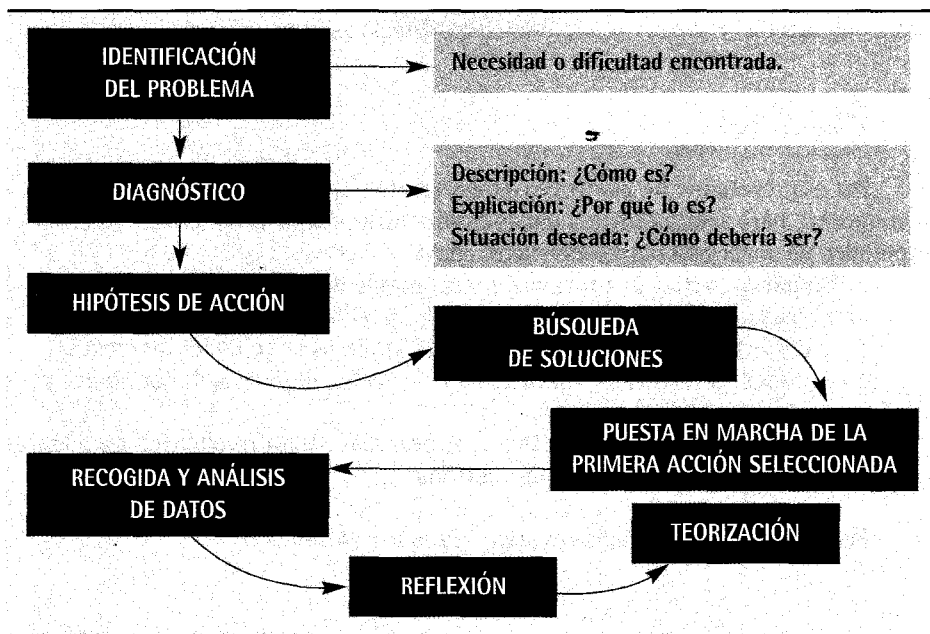 IDENTIFICACIÓN
DEL PROBLEMA
Necesidad o dificultad encontrada.
DIAGNÓSTICO
Descripción: ¿Cómo es?
Explicación: ¿Por qué lo es?
Situación deseada: ¿Cómo debería ser?
HIPÓTESIS DE ACCIÓN
BÚSQUEDA
DE SOLUCIONES
PUESTA EN MARCHA DE LA
PRIMERA ACCIÓN SELECCIONADA
RECOGIDA Y ANÁLISIS
DE DATOS
REFLEXIÓN
TEORIZACIÓN